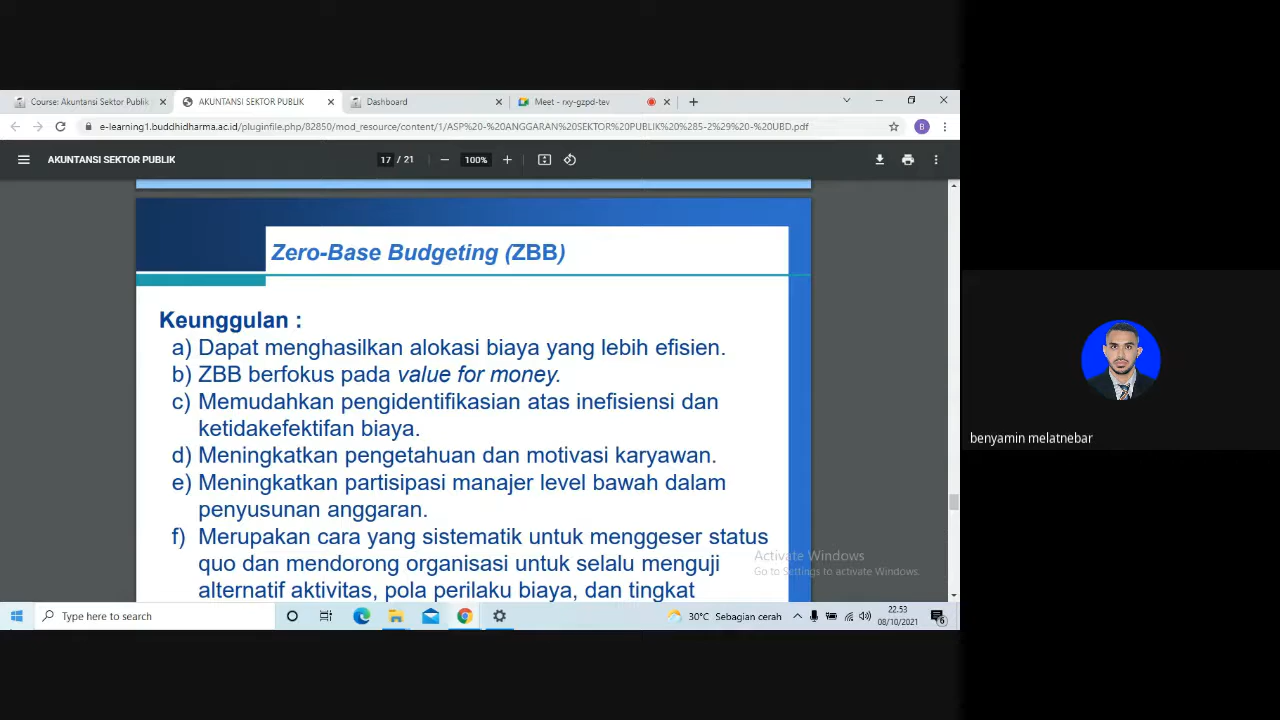 Course: Akuntansi Sektor Publik
AKUNTANSI SEKTOR PUBLIK
Dashboard
Meet - rxy-gzpd-tev
e-learning1.buddhidharma.ac.id/pluginfile.php/82850/mod_resource/content/1/ASP%20-%20ANGGARAN%20SEKTOR%20PUBLIK%20%285-2%29%20-%20UBD.pdf
B
AKUNTANSI SEKTOR PUBLIK
17 / 21
100%
Zero-Base Budgeting (ZBB)
Keunggulan :
a) Dapat menghasilkan alokasi biaya yang lebih efisien.
b) ZBB berfokus pada value for money.
c) Memudahkan pengidentifikasian atas inefisiensi dan
ketidakefektifan biaya.
d) Meningkatkan pengetahuan dan motivasi karyawan.
e) Meningkatkan partisipasi manajer level bawah dalam
penyusunan anggaran.
f) Merupakan cara yang sistematik untuk menggeser status
quo dan mendorong organisasi untuk selalu menguji
alternatif aktivitas, pola perilaku biaya, dan tingkat
Activate Windows
Go to Settings to activate Windows.
benyamin melatnebar
Type here to search
30°C Sebagian cerah
22.53
08/10/2021
6